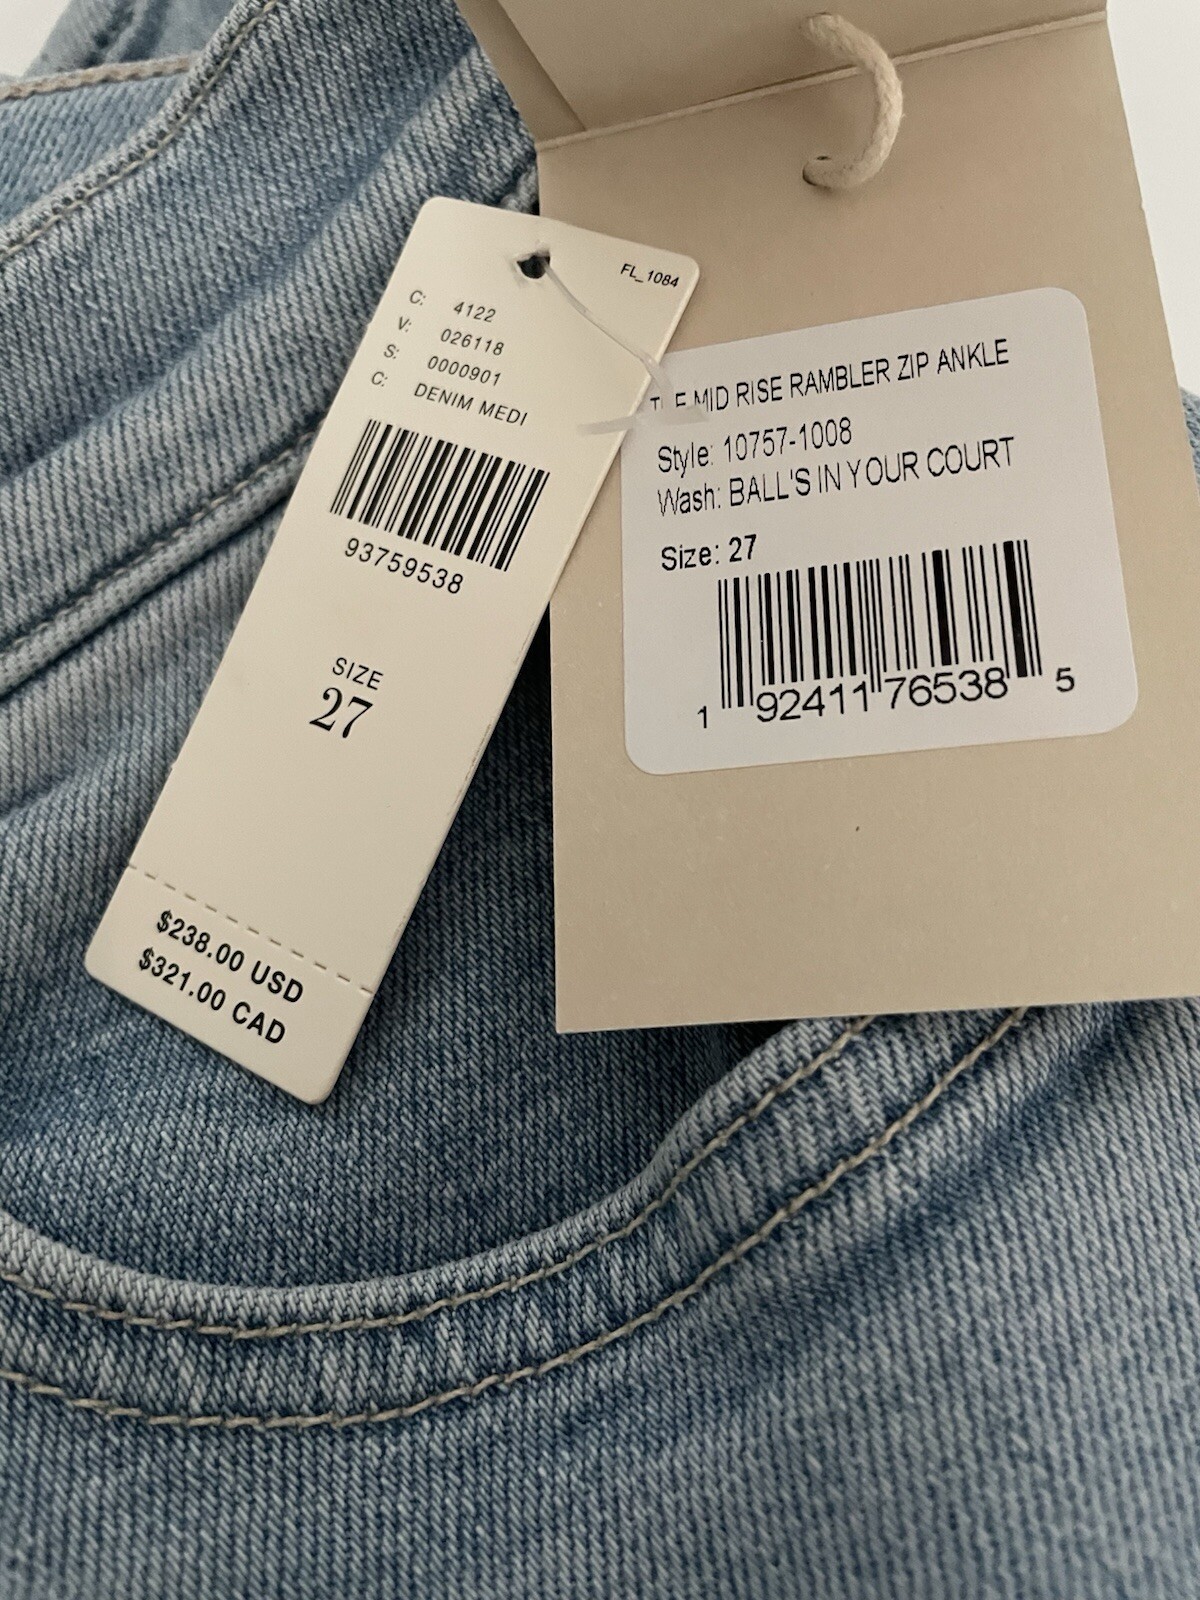 FL_1084
C: 4122
V: 026118
S: 0000901
C: DENIM MEDI
93759538
SIZE
27
$238.00 USD
$321.00 CAD
MID RISE RAMBLER ZIP ANKLE
Style: 10757-1008
Wash: BALL'S IN YOUR COURT
Size: 27
1 92411 76538 5